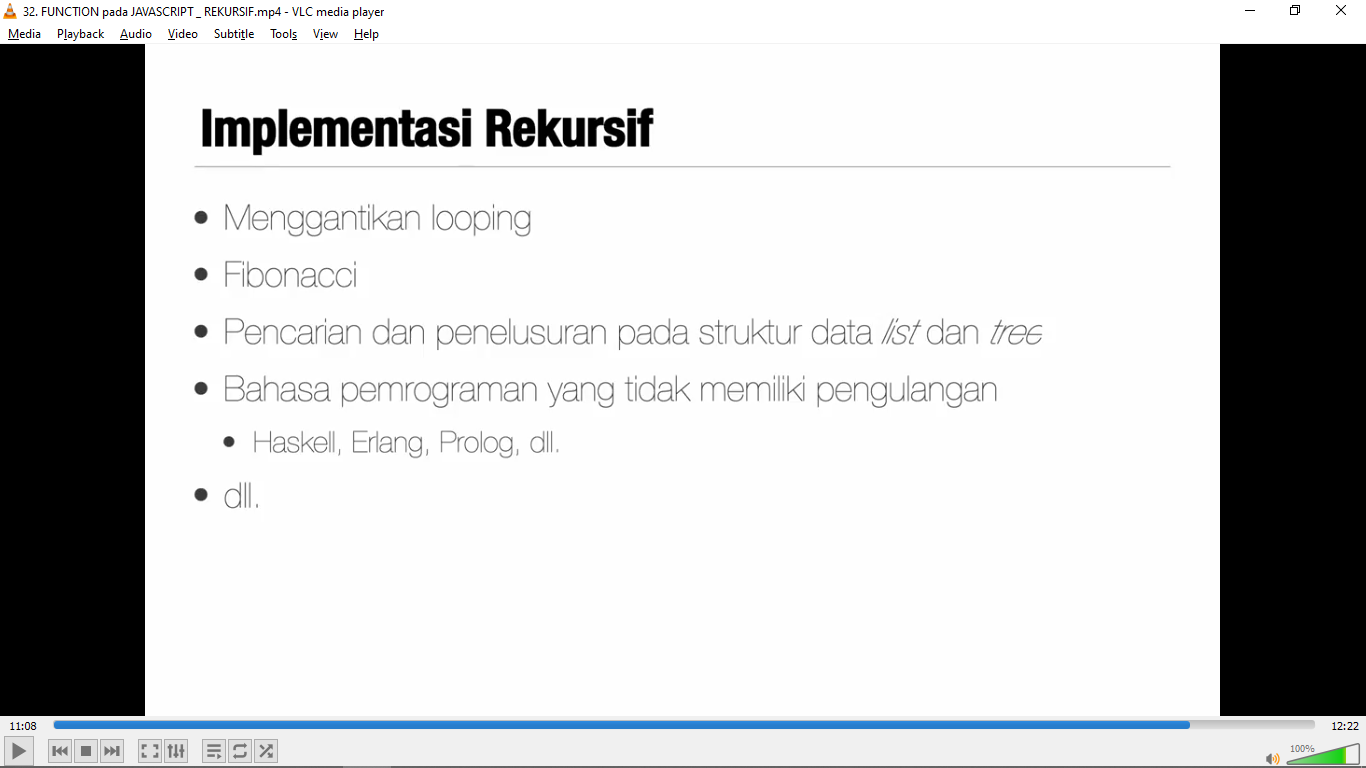 32. FUNCTION pada JAVASCRIPT _ REKURSIF.mp4 - VLC media player
Media Playback Audio Video Subtitle Tools View Help
Implementasi Rekursif
Menggantikan looping
Fibonacci
Pencarian dan penelusuran pada struktur data list dan tree
Bahasa pemrograman yang tidak memiliki pengulangan
Haskell, Erlang, Prolog, dll.
dll.
11:08
12:22
100%